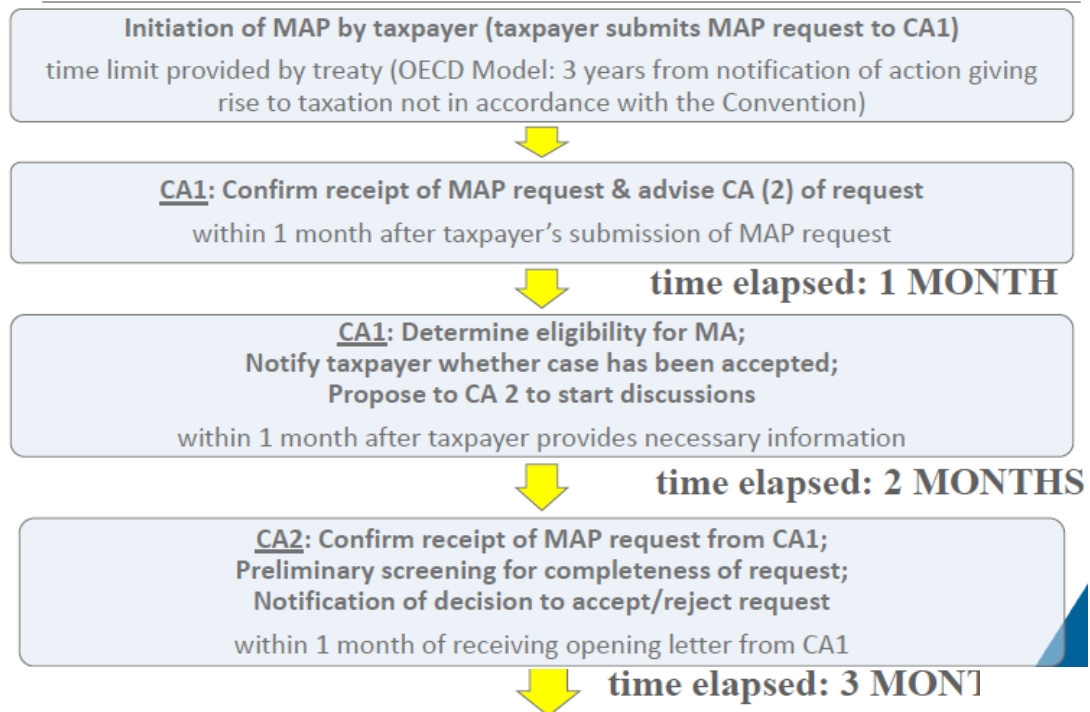 Initiation of MAP by taxpayer (taxpayer submits MAP request to CA1)
time limit provided by treaty (OECD Model: 3 years from notification of action giving
rise to taxation not in accordance with the Convention)
CA1: Confirm receipt of MAP request & advise CA (2) of request
within 1 month after taxpayer’s submission of MAP request
time elapsed: 1 MONTH
CA1: Determine eligibility for MA;
Notify taxpayer whether case has been accepted;
Propose to CA 2 to start discussions
within 1 month after taxpayer provides necessary information
time elapsed: 2 MONTHS
CA2: Confirm receipt of MAP request from CA1;
Preliminary screening for completeness of request;
Notification of decision to accept/reject request
within 1 month of receiving opening letter from CA1
time elapsed: 3 MONT